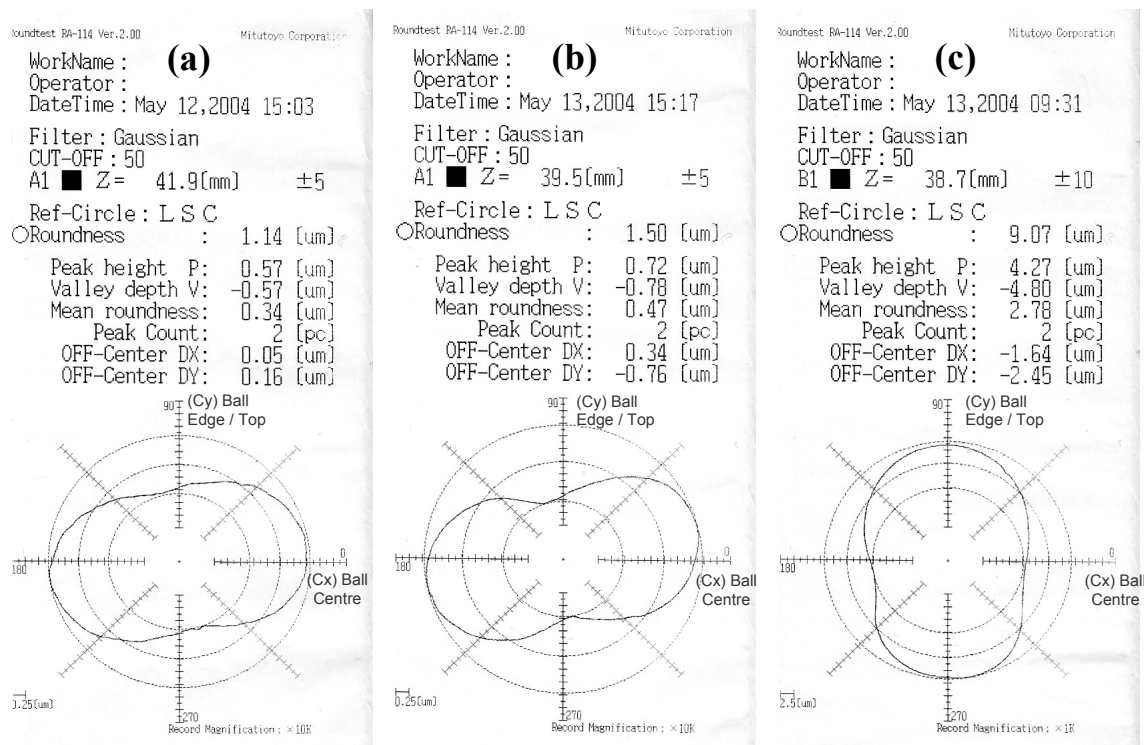 Roundtest RA-114 Ver.2.00 Mitutoyo Corporation
(a)
WorkName :
Operator :
DateTime : May 12,2004 15:03
Filter : Gaussian
CUT-OFF : 50
A1 ■ Z= 41.9[mm] ±5
Ref-Circle : L S C
○Roundness : 1.14 [um]
Peak height P: 0.57 [um]
Valley depth V: -0.57 [um]
Mean roundness: 0.34 [um]
Peak Count: 2 [pc]
OFF-Center DX: 0.05 [um]
OFF-Center DY: 0.16 [um]
90 (Cy) Ball
Edge / Top
0
180
(Cx) Ball
Centre
0.25[um]
270
Record Magnification : ×10K
Roundtest RA-114 Ver.2.00 Mitutoyo Corporation
(b)
WorkName :
Operator :
DateTime : May 13,2004 15:17
Filter : Gaussian
CUT-OFF : 50
A1 ■ Z= 39.5[mm] ±5
Ref-Circle : L S C
○Roundness : 1.50 [um]
Peak height P: 0.72 [um]
Valley depth V: -0.78 [um]
Mean roundness: 0.47 [um]
Peak Count: 2 [pc]
OFF-Center DX: 0.34 [um]
OFF-Center DY: -0.76 [um]
90 (Cy) Ball
Edge / Top
0
180
(Cx) Ball
Centre
0.25[um]
270
Record Magnification : ×10K
Roundtest RA-114 Ver.2.00 Mitutoyo Corporation
(c)
WorkName :
Operator :
DateTime : May 13,2004 09:31
Filter : Gaussian
CUT-OFF : 50
B1 ■ Z= 38.7[mm] ±10
Ref-Circle : L S C
○Roundness : 9.07 [um]
Peak height P: 4.27 [um]
Valley depth V: -4.80 [um]
Mean roundness: 2.78 [um]
Peak Count: 2 [pc]
OFF-Center DX: -1.64 [um]
OFF-Center DY: -2.45 [um]
90 (Cy) Ball
Edge / Top
0
180
(Cx) Ball
Centre
2.5[um]
270
Record Magnification : ×1K